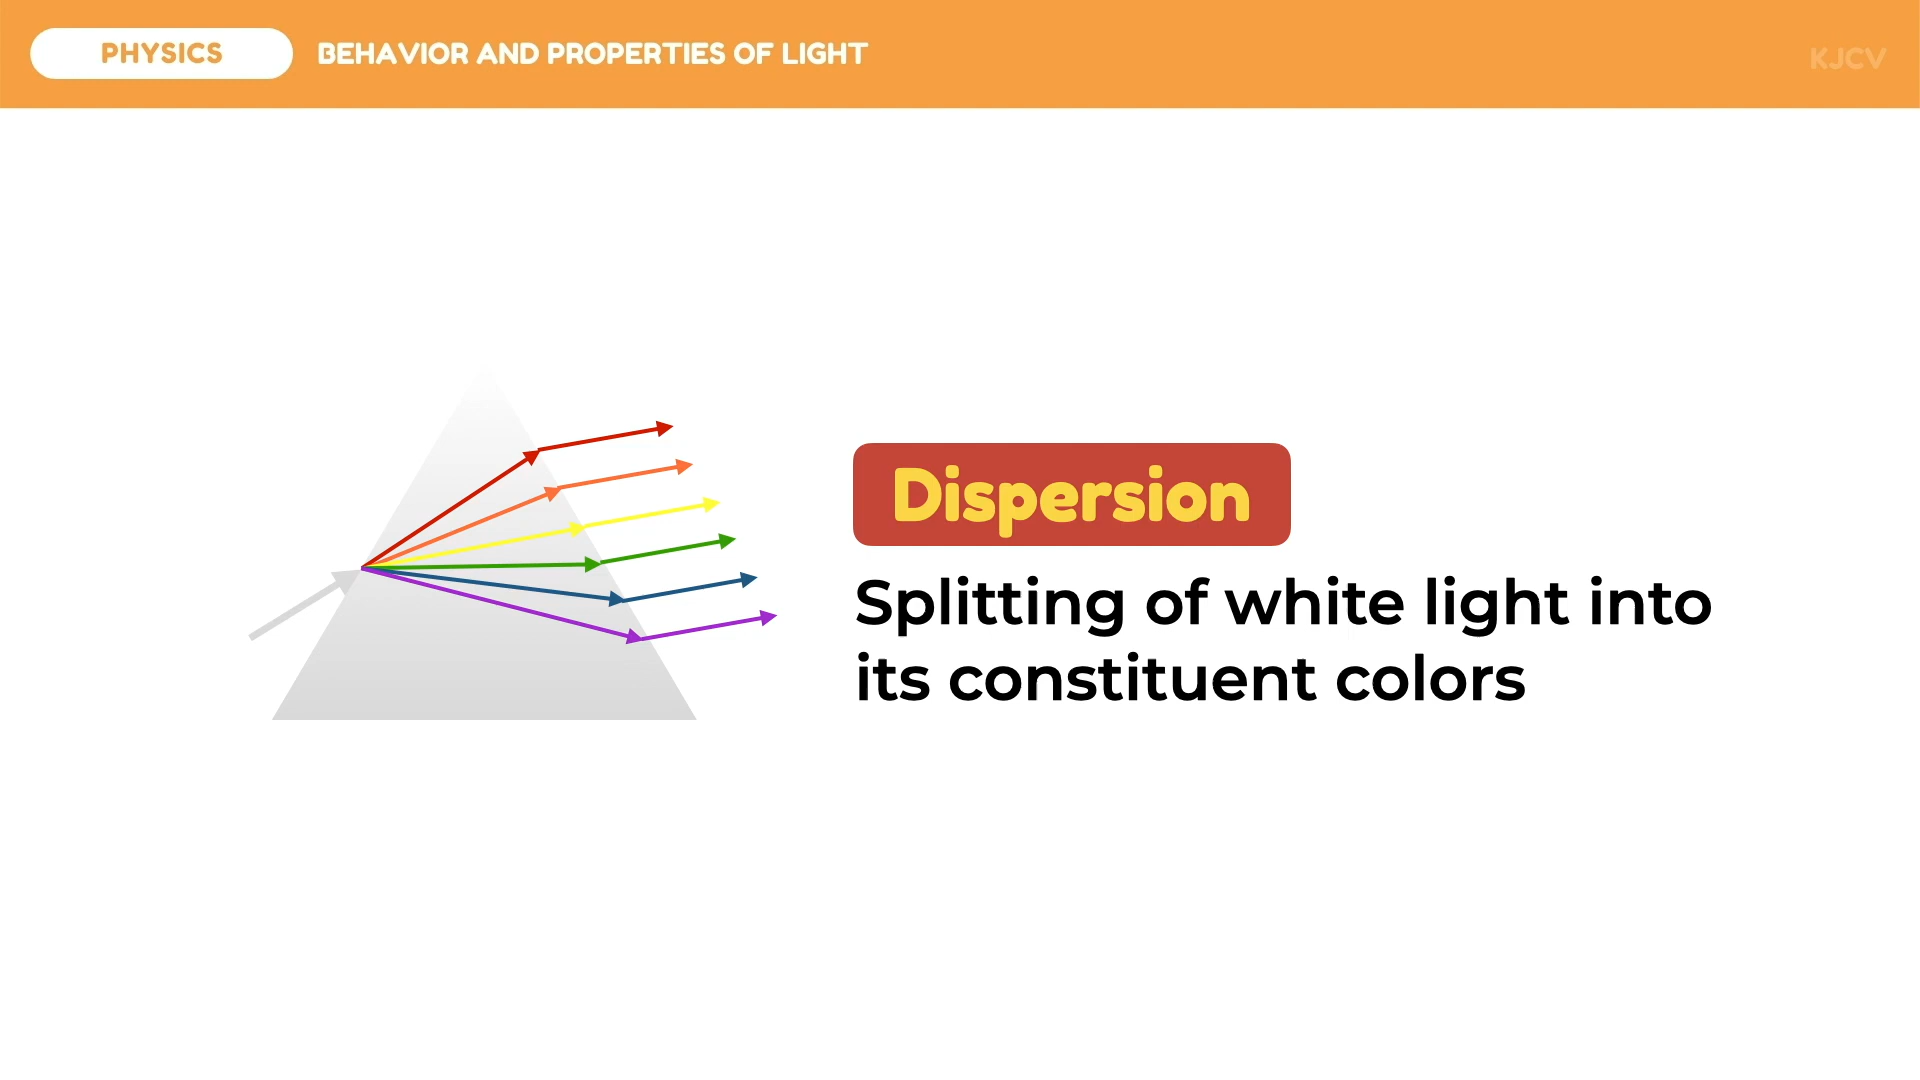 PHYSICS
BEHAVIOR AND PROPERTIES OF LIGHT
KJCV
Dispersion
Splitting of white light into
its constituent colors